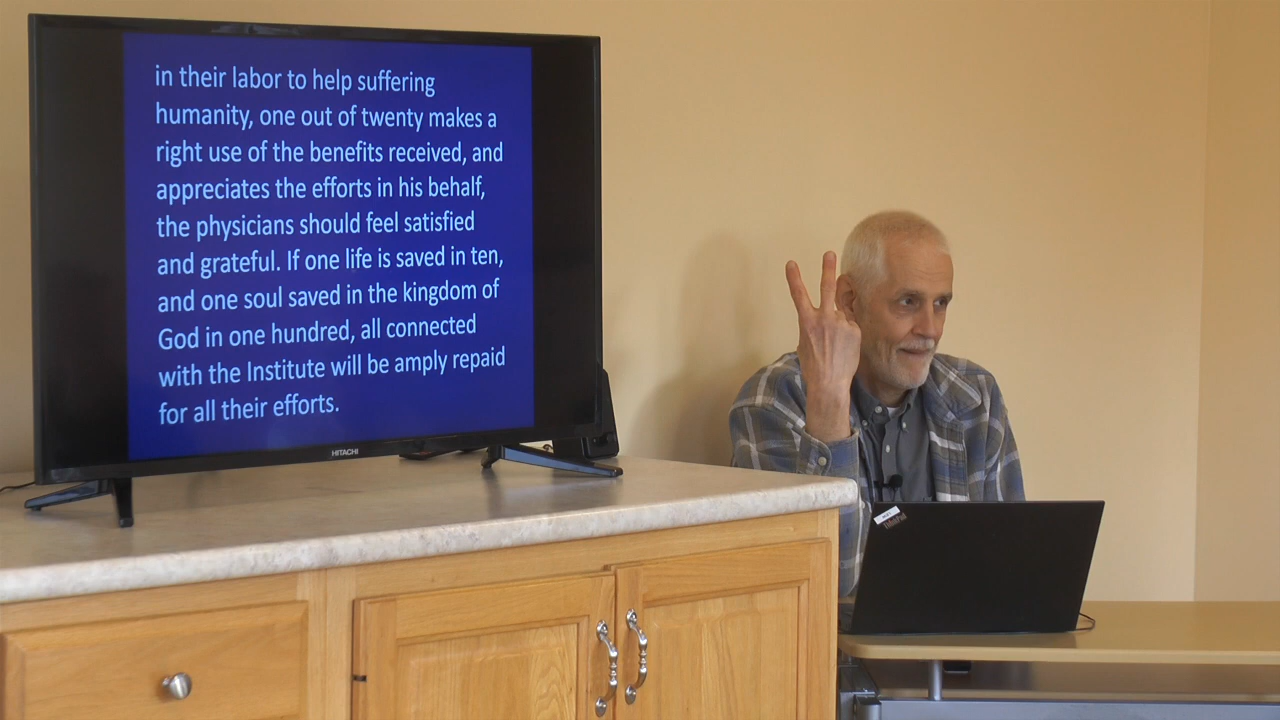 in their labor to help suffering
humanity, one out of twenty makes a
right use of the benefits received, and
appreciates the efforts in his behalf,
the physicians should feel satisfied
and grateful. If one life is saved in ten,
and one soul saved in the kingdom of
God in one hundred, all connected
with the Institute will be amply repaid
for all their efforts.
HITACHI
ThinkPad